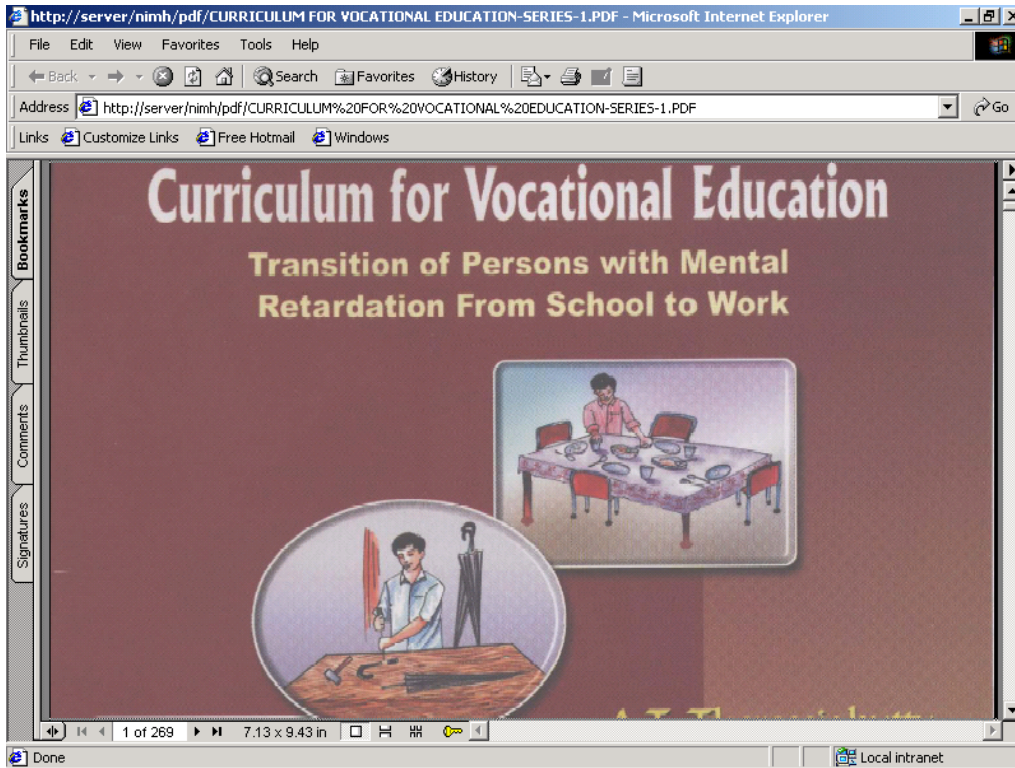 http://server/nimh/pdf/CURRICULUM FOR VOCATIONAL EDUCATION-SERIES-1.PDF - Microsoft Internet Explorer
File Edit View Favorites Tools Help
Back Search Favorites History
Address http://server/nimh/pdf/CURRICULUM%20FOR%20VOCATIONAL%20EDUCATION-SERIES-1.PDF Go
Links Customize Links Free Hotmail Windows
Bookmarks
Thumbnails
Comments
Signatures
Curriculum for Vocational Education
Transition of Persons with Mental
Retardation From School to Work
1 of 269 7.13 x 9.43 in
Done Local intranet